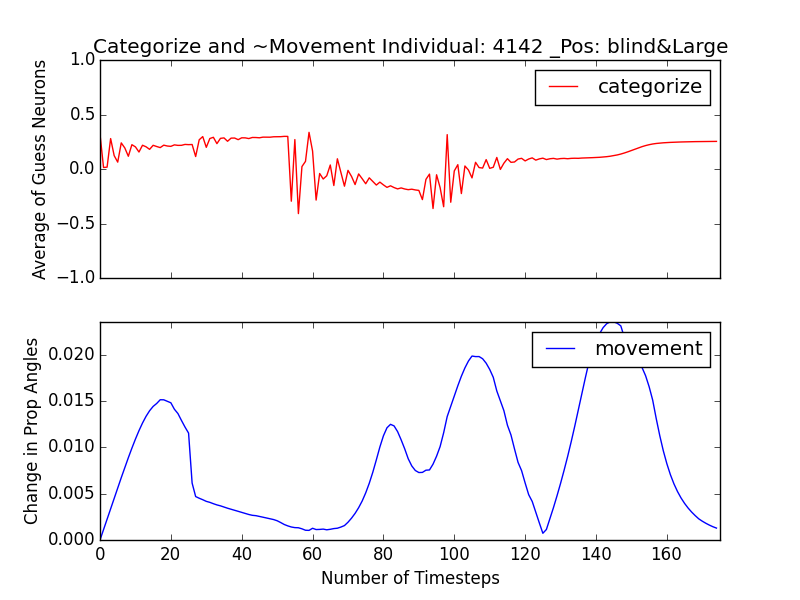 Categorize and ~Movement Individual: 4142 _Pos: blind&Large
Average of Guess Neurons
1.0
0.5
0.0
−0.5
−1.0
categorize
Change in Prop Angles
0.020
0.015
0.010
0.005
0.000
movement
0 20 40 60 80 100 120 140 160
Number of Timesteps